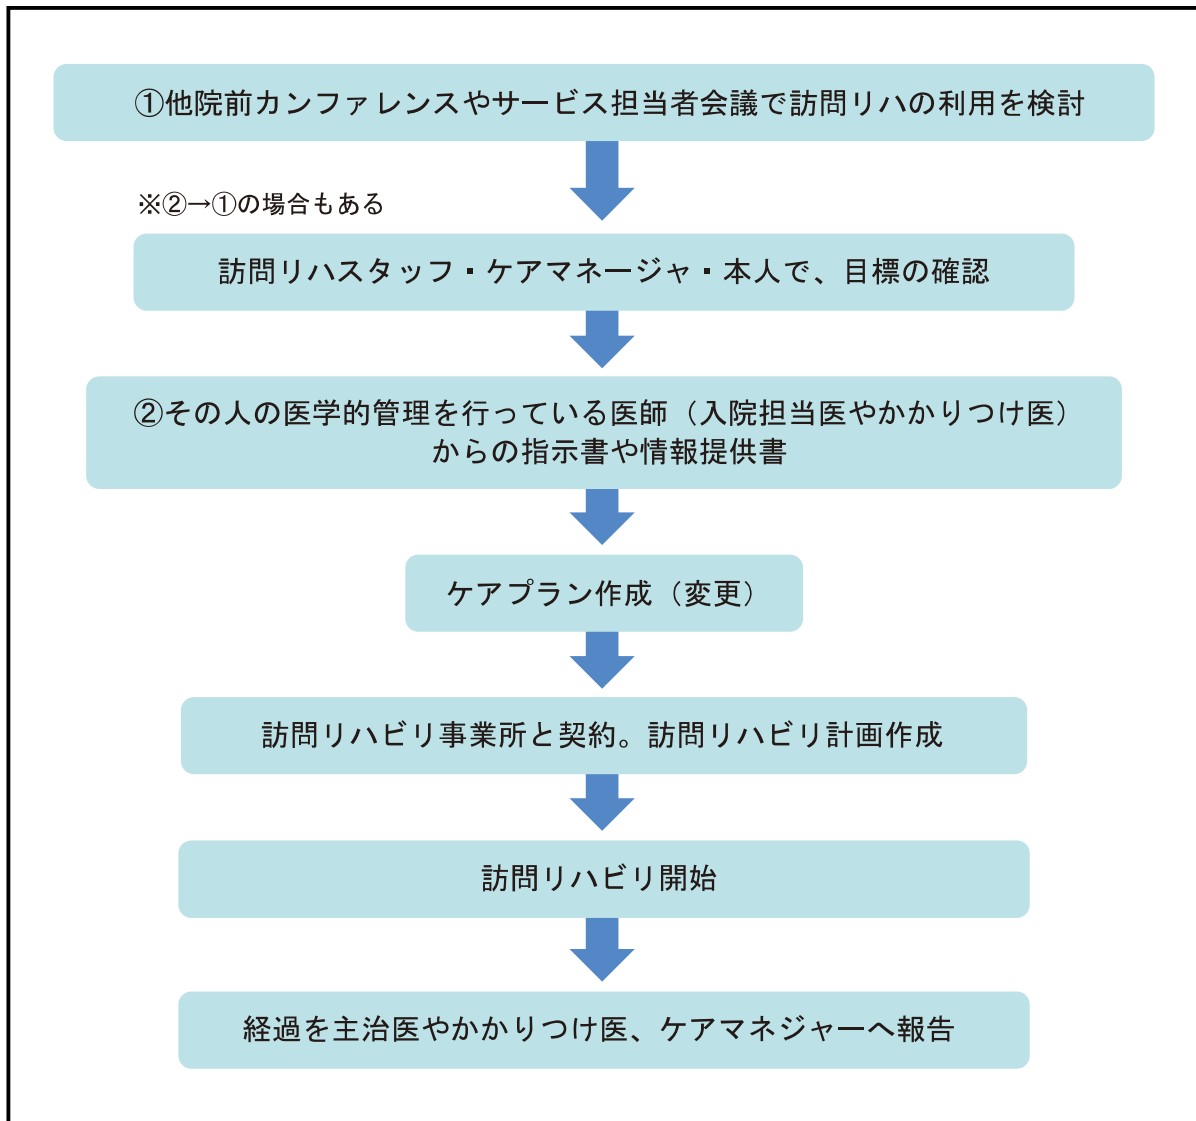 ①他院前カンファレンスやサービス担当者会議で訪問リハの利用を検討
※②→①の場合もある
訪問リハスタッフ・ケアマネージャ・本人で、目標の確認
②その人の医学的管理を行っている医師（入院担当医やかかりつけ医）
からの指示書や情報提供書
ケアプラン作成（変更）
訪問リハビリ事業所と契約。訪問リハビリ計画作成
訪問リハビリ開始
経過を主治医やかかりつけ医、ケアマネジャーへ報告